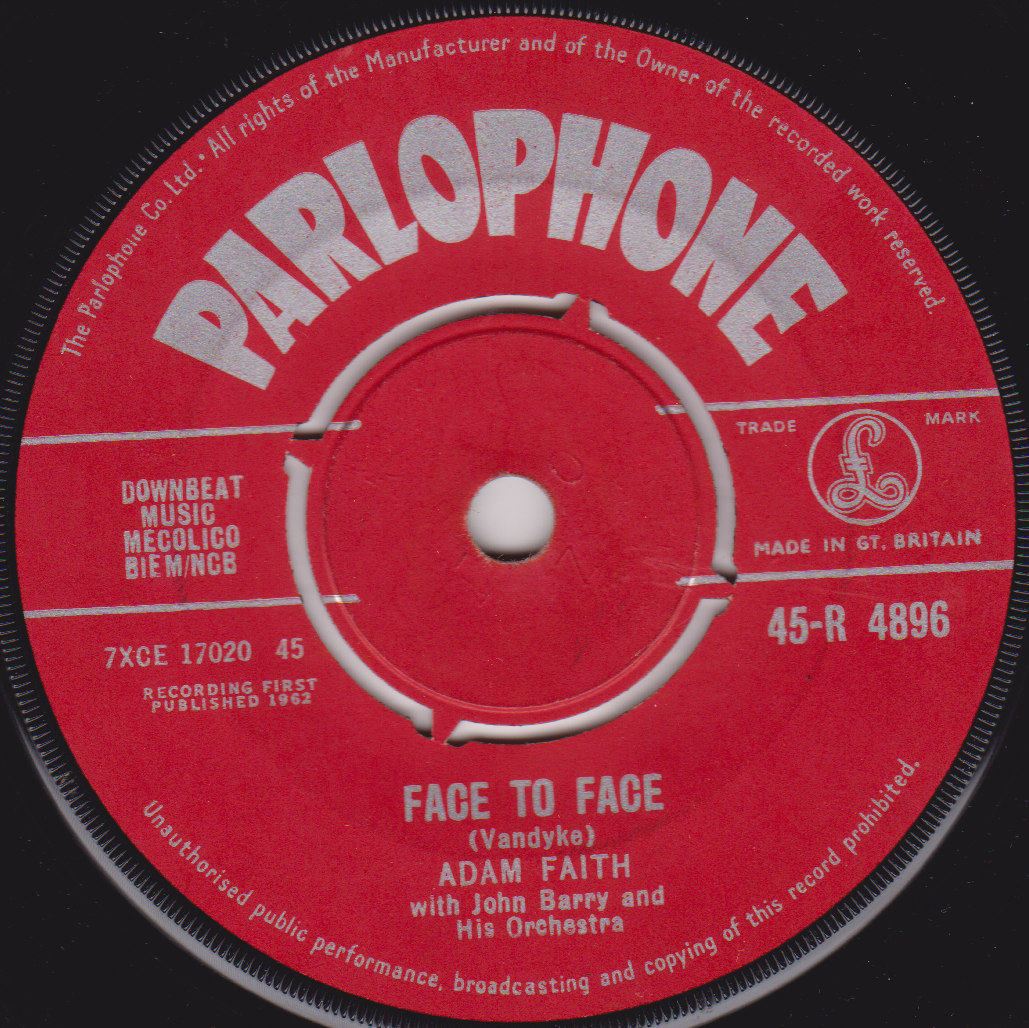 The Parlophone Co. Ltd. • All rights of the Manufacturer and of the Owner of the recorded work reserved.
PARLOPHONE
TRADE MARK
£
MADE IN GT. BRITAIN
DOWNBEAT
MUSIC
MECOLICO
BIEM/NCB
45-R 4896
7XCE 17020 45
RECORDING FIRST
PUBLISHED 1962
FACE TO FACE
(Vandyke)
ADAM FAITH
with John Barry and
His Orchestra
Unauthorised public performance, broadcasting and copying of this record prohibited.